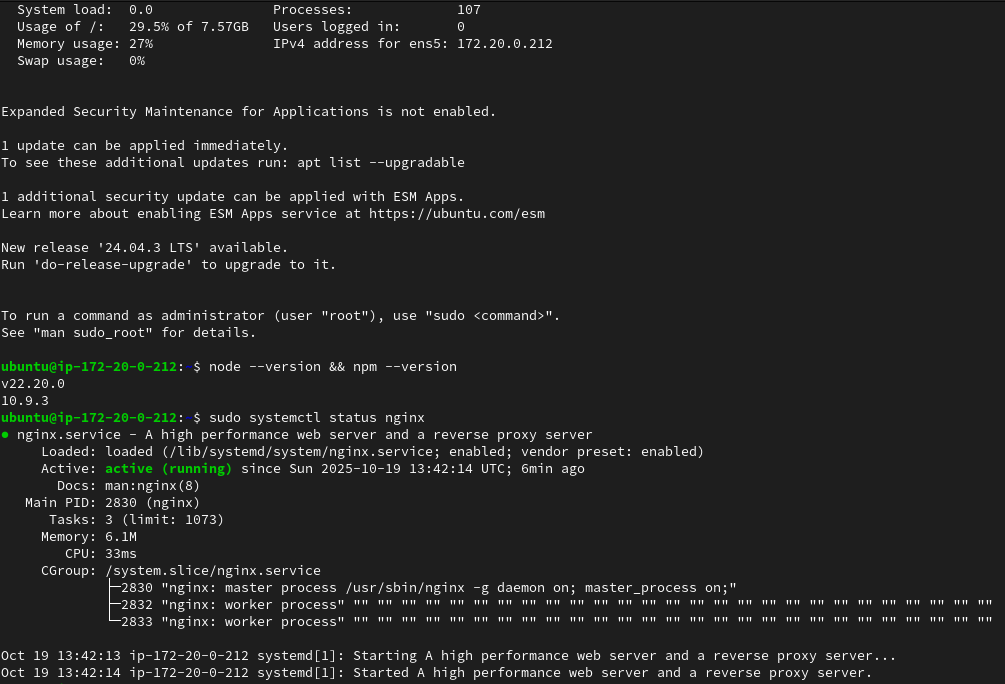 System load:  0.0               Processes:             107
Usage of /:   29.5% of 7.57GB   Users logged in:       0
Memory usage: 27%               IPv4 address for ens5: 172.20.0.212
Swap usage:   0%
Expanded Security Maintenance for Applications is not enabled.
1 update can be applied immediately.
To see these additional updates run: apt list --upgradable
1 additional security update can be applied with ESM Apps.
Learn more about enabling ESM Apps service at https://ubuntu.com/esm
New release '24.04.3 LTS' available.
Run 'do-release-upgrade' to upgrade to it.
To run a command as administrator (user "root"), use "sudo <command>".
See "man sudo_root" for details.
ubuntu@ip-172-20-0-212:~$ node --version && npm --version
v22.20.0
10.9.3
ubuntu@ip-172-20-0-212:~$ sudo systemctl status nginx
● nginx.service - A high performance web server and a reverse proxy server
Loaded: loaded (/lib/systemd/system/nginx.service; enabled; vendor preset: enabled)
Active: active (running) since Sun 2025-10-19 13:42:14 UTC; 6min ago
Docs: man:nginx(8)
Main PID: 2830 (nginx)
Tasks: 3 (limit: 1073)
Memory: 6.1M
CPU: 33ms
CGroup: /system.slice/nginx.service
├─2830 "nginx: master process /usr/sbin/nginx -g daemon on; master_process on;"
├─2832 "nginx: worker process" "" "" "" "" "" "" "" "" "" "" "" "" "" "" "" "" "" "" "" "" "" "" "" "" "" "" ""
└─2833 "nginx: worker process" "" "" "" "" "" "" "" "" "" "" "" "" "" "" "" "" "" "" "" "" "" "" "" "" "" "" ""
Oct 19 13:42:13 ip-172-20-0-212 systemd[1]: Starting A high performance web server and a reverse proxy server...
Oct 19 13:42:14 ip-172-20-0-212 systemd[1]: Started A high performance web server and a reverse proxy server.